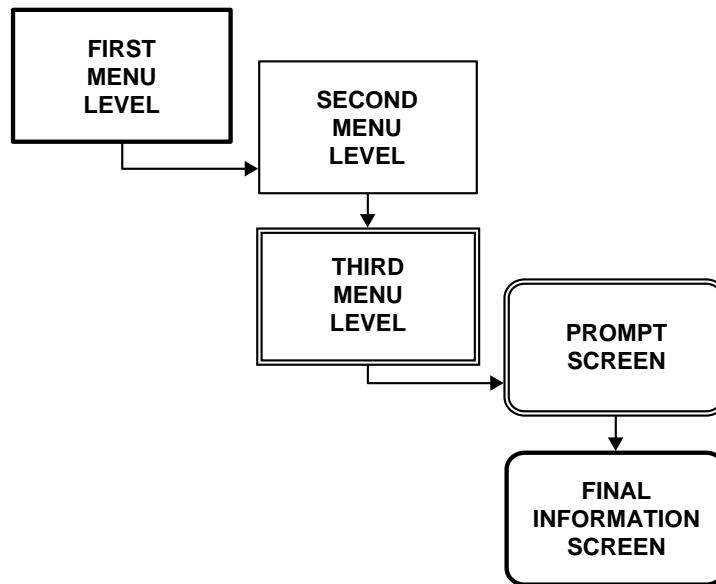 FIRST
MENU
LEVEL
SECOND
MENU
LEVEL
THIRD
MENU
LEVEL
PROMPT
SCREEN
FINAL
INFORMATION
SCREEN